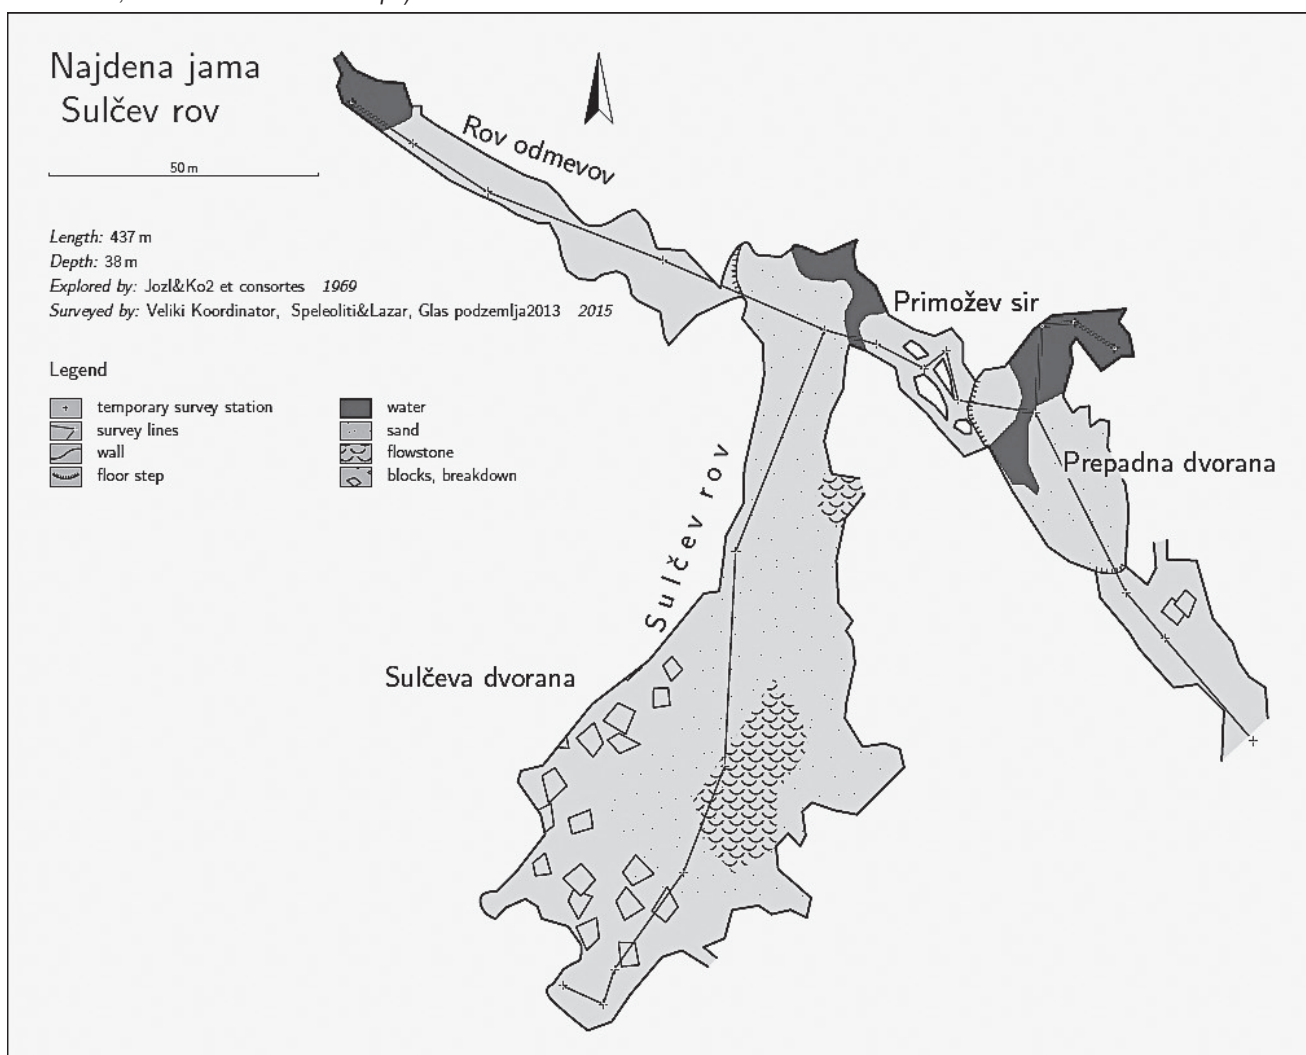 Najdena jama
Sulčev rov
50 m
Length: 437 m
Depth: 38 m
Explored by: Jozl&Ko2 et consortes 1969
Surveyed by: Veliki Koordinator, Speleoliti&Lazar, Glas podzemlja2013 2015
Legend
temporary survey station
survey lines
wall
floor step
water
sand
flowstone
blocks, breakdown
Rov odmevov
Primožev sir
Prepadna dvorana
Sulčev rov
Sulčeva dvorana